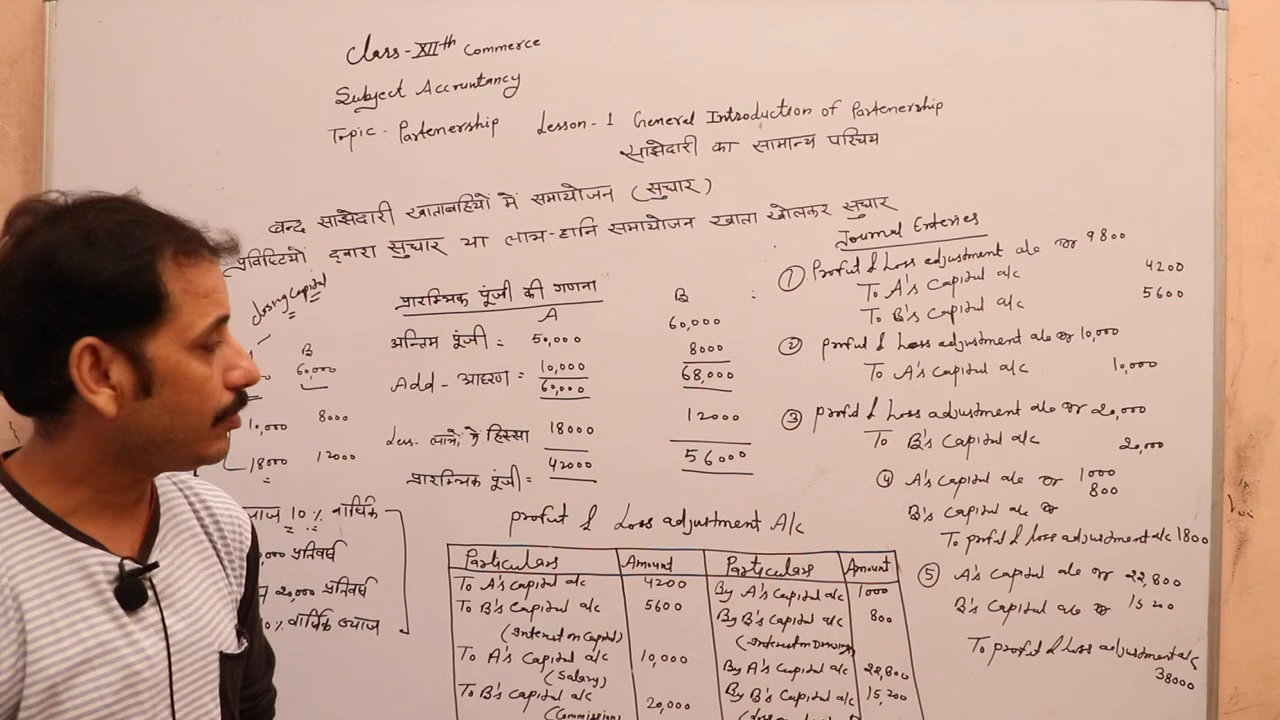 Class-XIIth Commerce
Subject Accountancy
Topic- Partenership Lesson-1 General Introduction of Partenership
साझेदारी का सामान्य परिचय
बन्द साझेदारी खाताबहियों में समायोजन (सुधार)
प्रविष्टियों द्वारा सुधार या लाभ-हानि समायोजन खाता खोलकर सुधार
closing Capital
B
60,000
10,000 8000
18000 12000
10% वार्षिक
प्रतिवर्ष
20,000 प्रतिवर्ष
वार्षिक ब्याज
प्रारम्भिक पूंजी की गणना
A B
अन्तिम पूंजी = 50,000 60,000
Add - आहरण = 10,000 8000
60,000 68,000
हिस्सा 18000 12000
प्रारम्भिक पूंजी = 42000 56000
profit & Loss adjustment A/c
Particulars Amount Particulars Amount
To A's Capital a/c 4200 By A's Capital a/c 1000
To B's Capital a/c 5600 By B's Capital a/c 800
(Interest on Capital) (Interest on Drawing)
To A's Capital a/c 10,000 By A's Capital a/c 22,800
(Salary)
To B's Capital a/c 20,000 By B's Capital a/c 15,200
(Commission)
Journal Enteries
① Profit & Loss adjustment a/c Dr 9800
To A's Capital a/c 4200
To B's Capital a/c 5600
② profit & Loss adjustment a/c Dr 10,000
To A's Capital a/c 10,000
③ profit & Loss adjustment a/c Dr 20,000
To B's Capital a/c 20,000
④ A's Capital a/c Dr 1000
B's Capital a/c Dr 800
To profit & loss adjustment a/c 1800
⑤ A's Capital a/c Dr 22,800
B's Capital a/c Dr 15200
To profit & loss adjustment a/c
38000